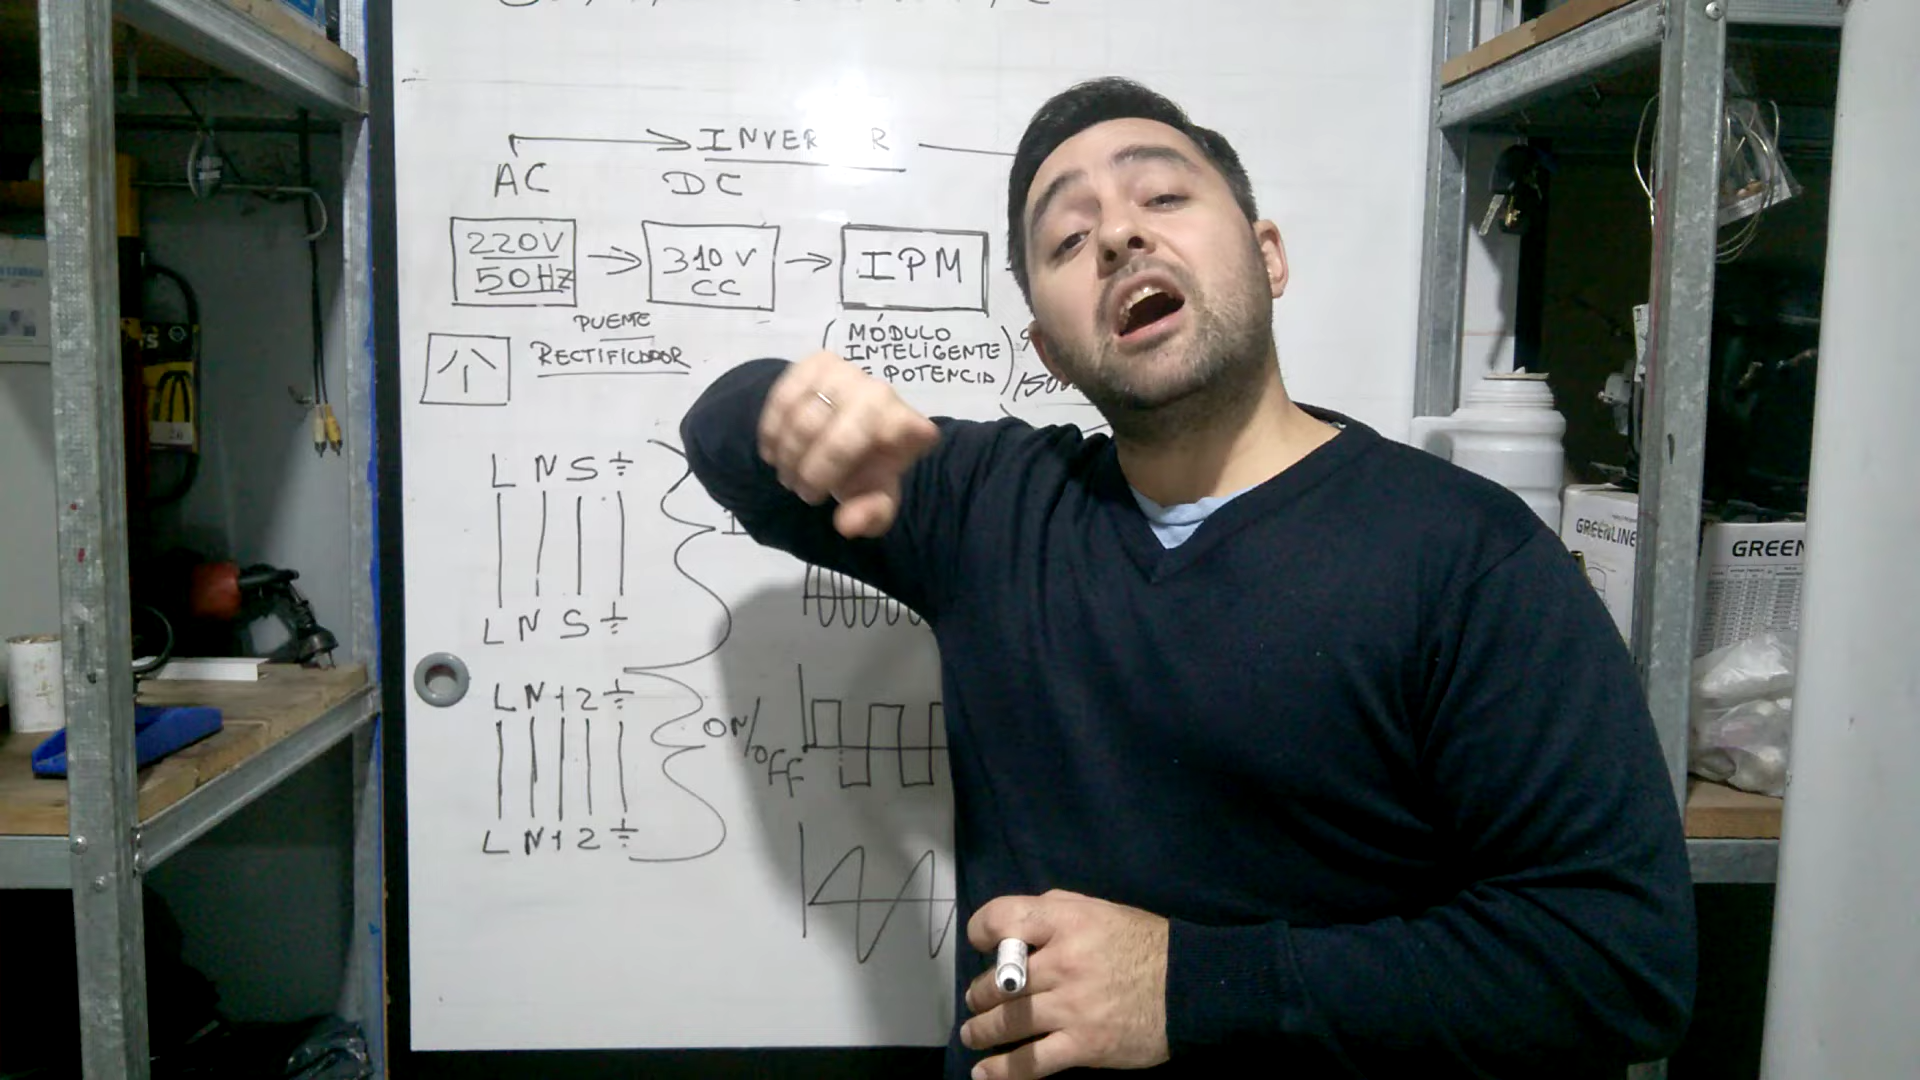 INVER R
AC DC
220V
50Hz
310 V
CC
IPM
PUENTE
RECTIFICADOR
MÓDULO
INTELIGENTE
E POTENCIA
L N S
L N S
L N 1 2
L N 1 2
ON/OFF
GREENLINE
GREEN